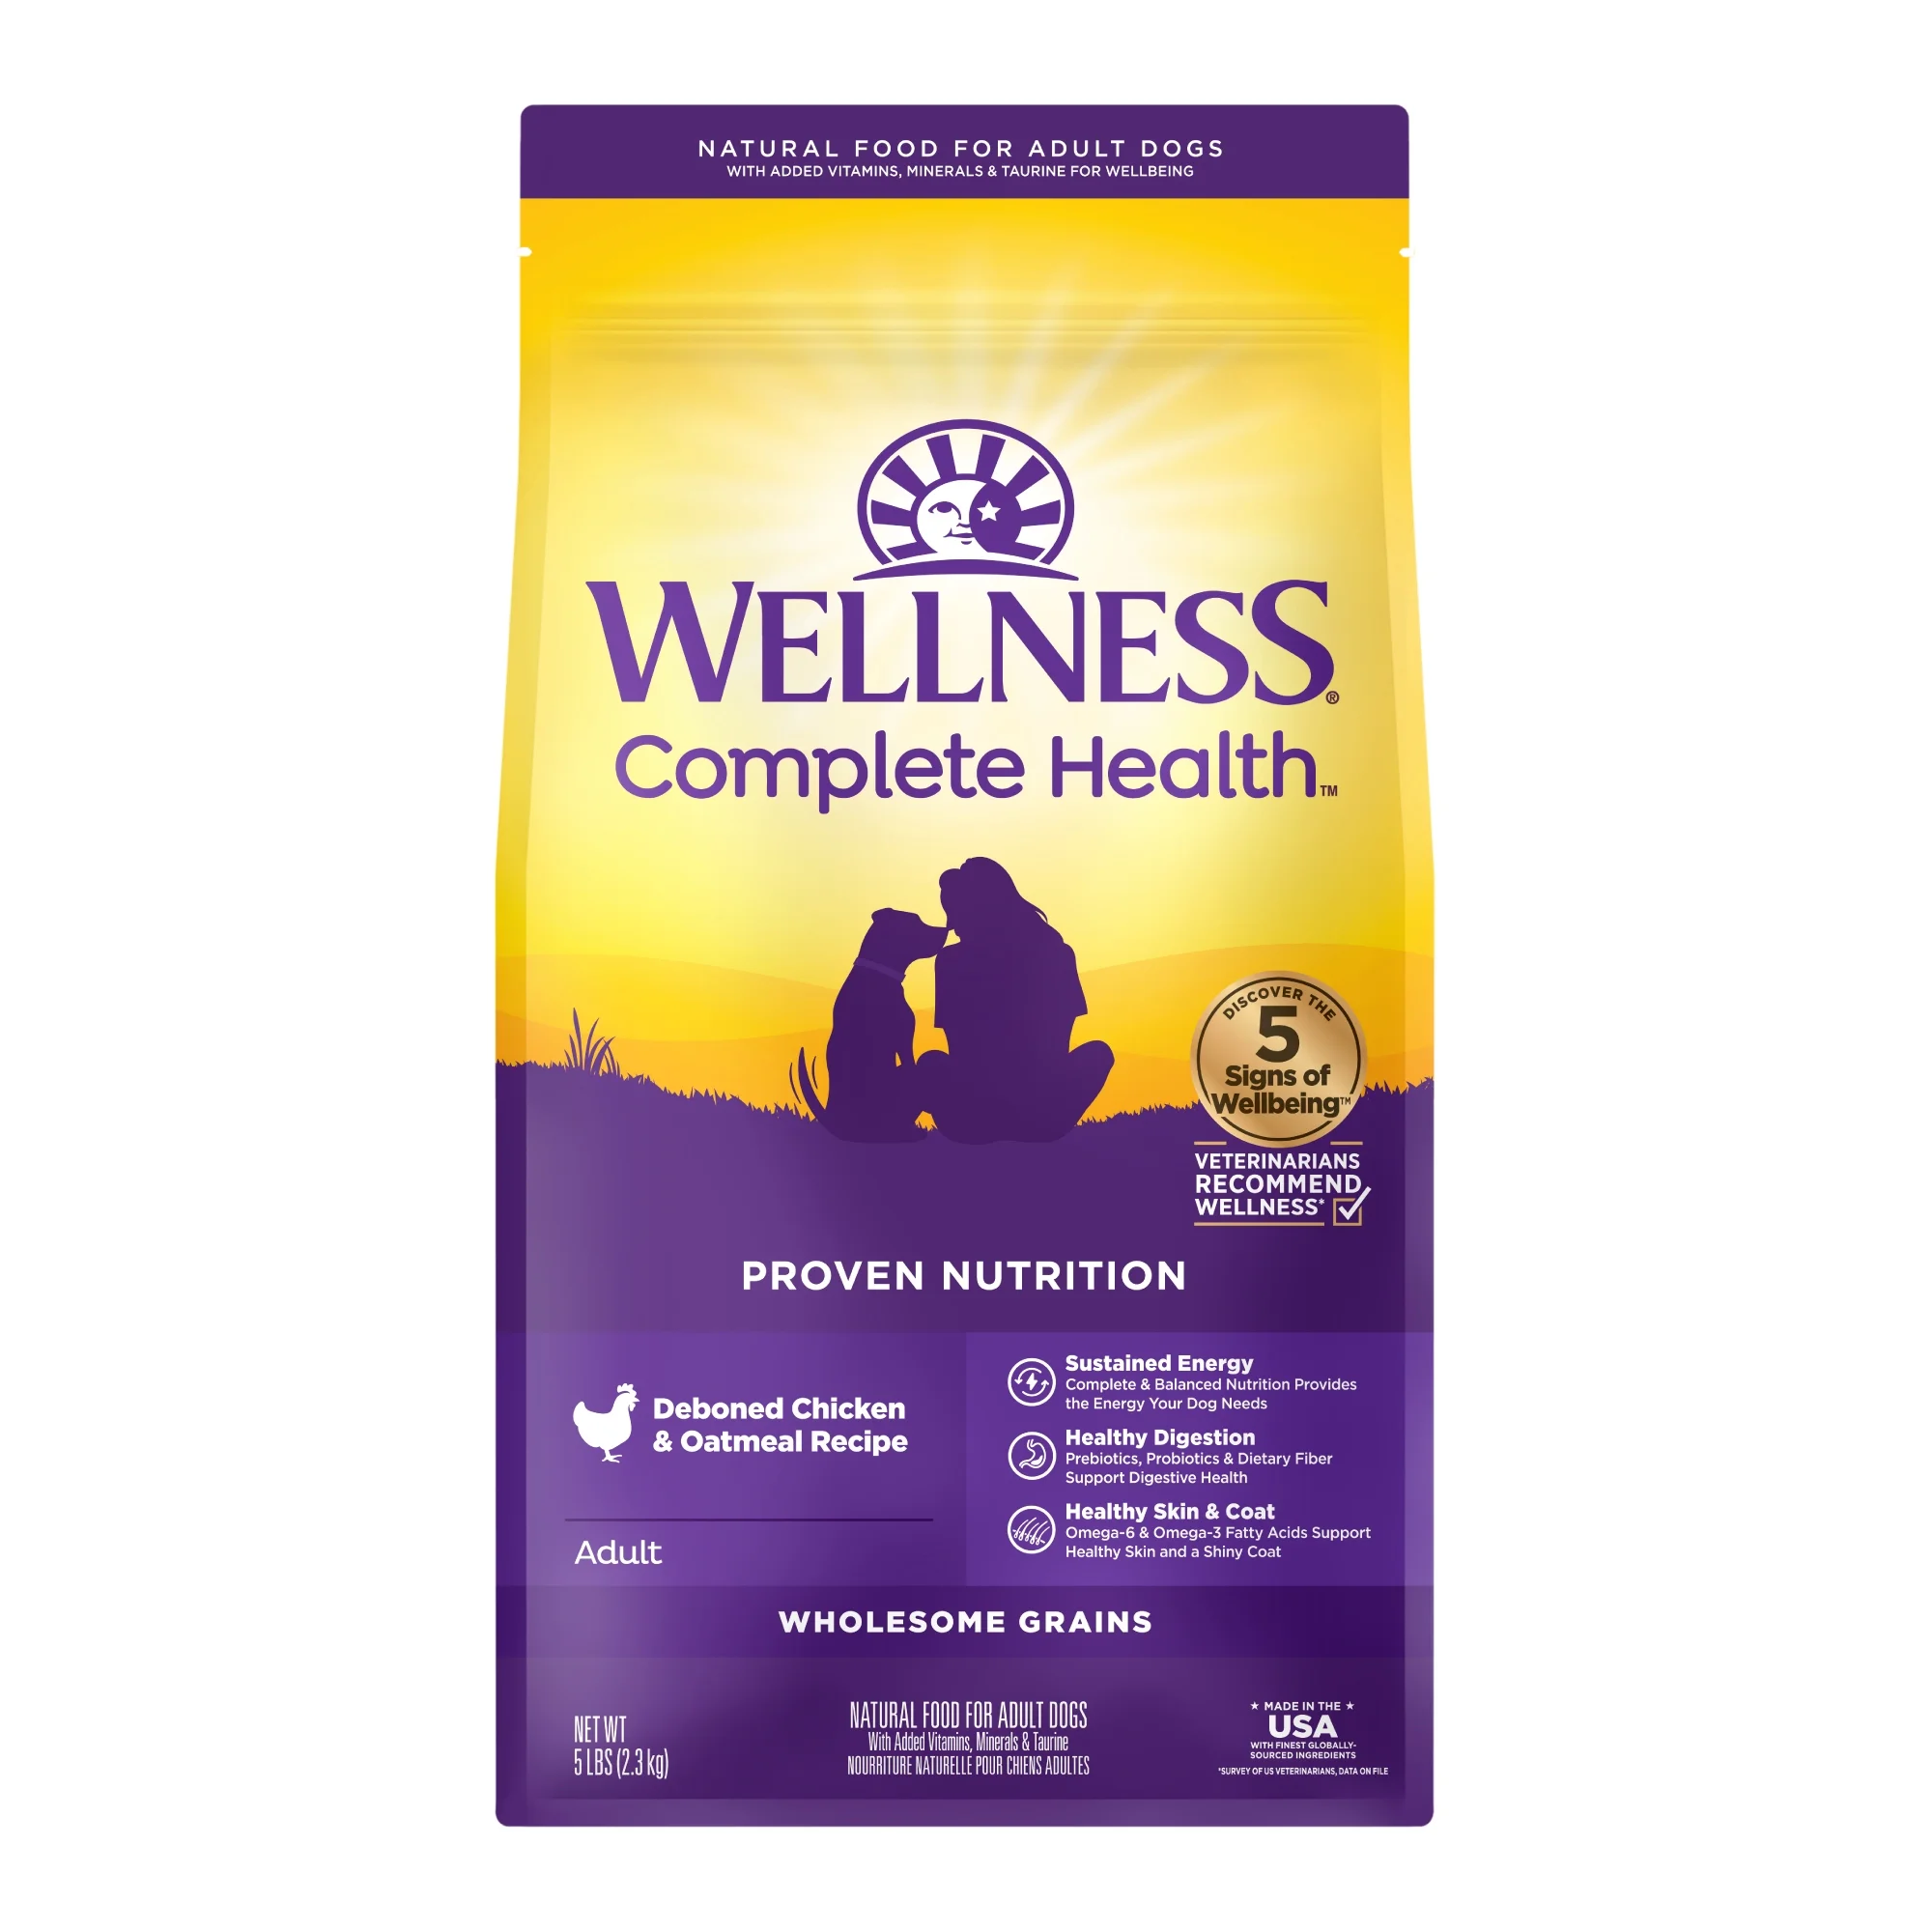 NATURAL FOOD FOR ADULT DOGS
WITH ADDED VITAMINS, MINERALS & TAURINE FOR WELLBEING
WELLNESS®
Complete Health™
DISCOVER THE
5
Signs of
Wellbeing™
VETERINARIANS
RECOMMEND
WELLNESS*
PROVEN NUTRITION
Deboned Chicken
& Oatmeal Recipe
Adult
Sustained Energy
Complete & Balanced Nutrition Provides
the Energy Your Dog Needs
Healthy Digestion
Prebiotics, Probiotics & Dietary Fiber
Support Digestive Health
Healthy Skin & Coat
Omega-6 & Omega-3 Fatty Acids Support
Healthy Skin and a Shiny Coat
WHOLESOME GRAINS
NET WT
5 LBS (2.3 kg)
NATURAL FOOD FOR ADULT DOGS
With Added Vitamins, Minerals & Taurine
NOURRITURE NATURELLE POUR CHIENS ADULTES
★ MADE IN THE ★
USA
WITH FINEST GLOBALLY-
SOURCED INGREDIENTS
*SURVEY OF US VETERINARIANS, DATA ON FILE